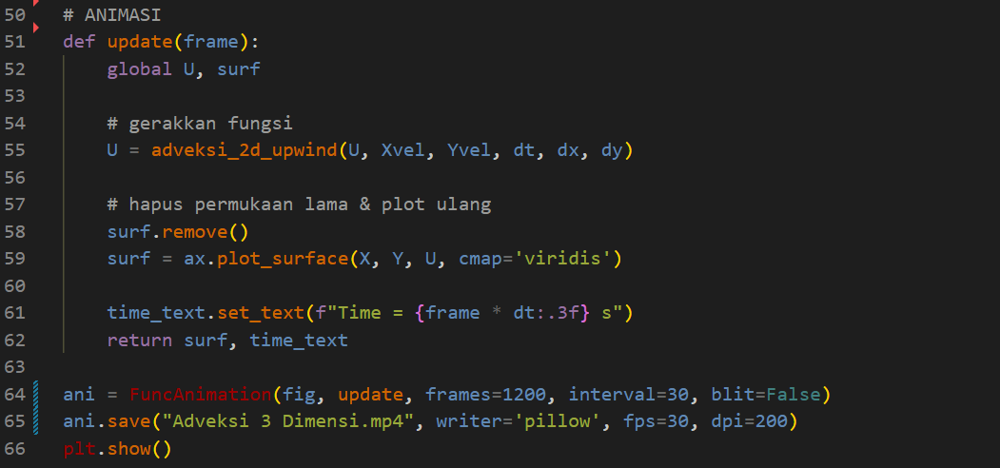 50 # ANIMASI
51 def update(frame):
52     global U, surf
53
54     # gerakkan fungsi
55     U = adveksi_2d_upwind(U, Xvel, Yvel, dt, dx, dy)
56
57     # hapus permukaan lama & plot ulang
58     surf.remove()
59     surf = ax.plot_surface(X, Y, U, cmap='viridis')
60
61     time_text.set_text(f"Time = {frame * dt:.3f} s")
62     return surf, time_text
63
64 ani = FuncAnimation(fig, update, frames=1200, interval=30, blit=False)
65 ani.save("Adveksi 3 Dimensi.mp4", writer='pillow', fps=30, dpi=200)
66 plt.show()